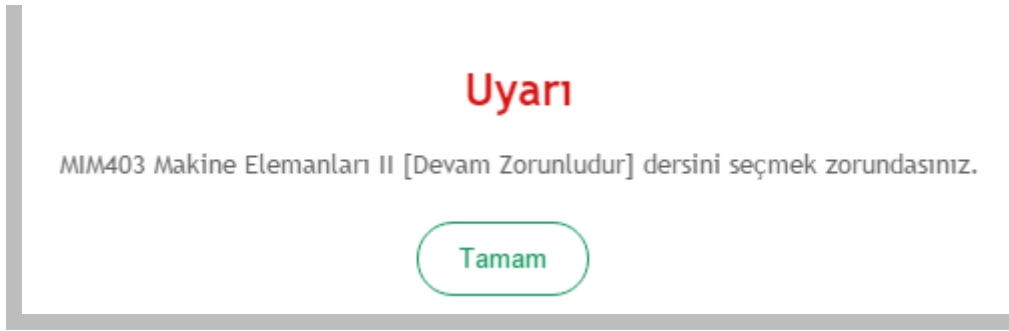 Uyarı
MIM403 Makine Elemanları II [Devam Zorunludur] dersini seçmek zorundasınız.
Tamam